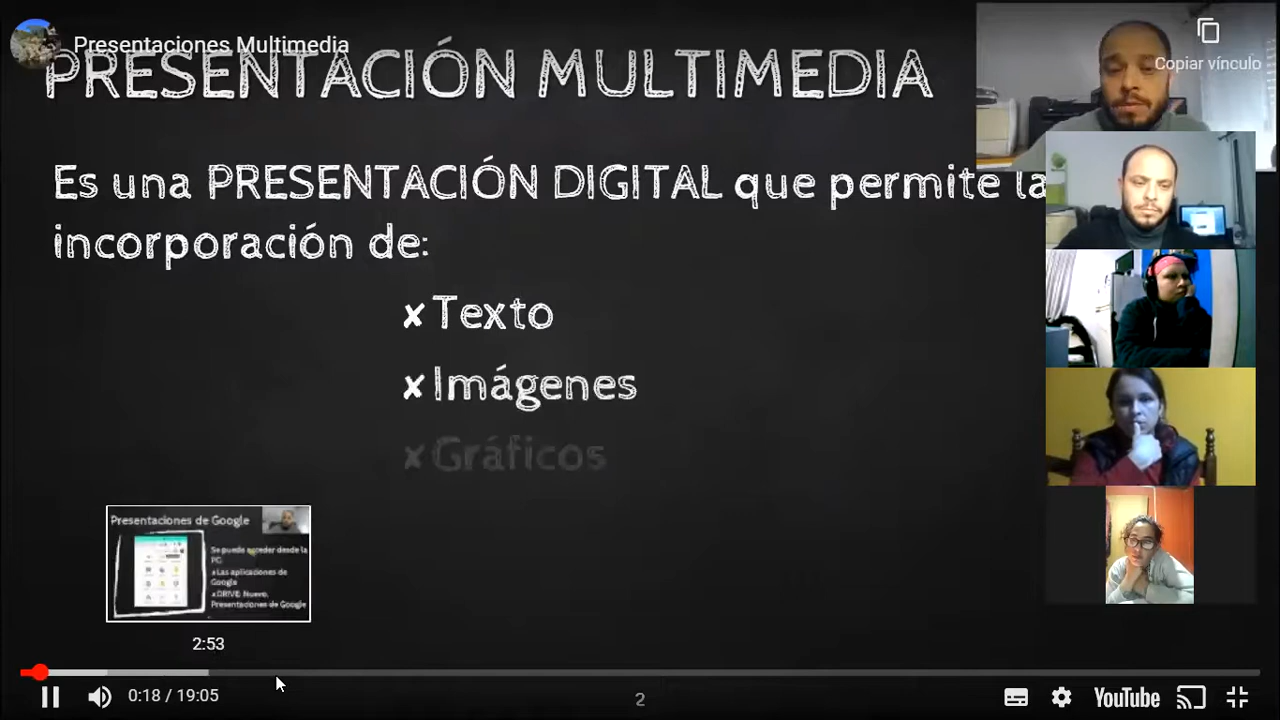 Presentaciones Multimedia
Copiar vínculo
PRESENTACIÓN MULTIMEDIA
Es una PRESENTACIÓN DIGITAL que permite la
incorporación de:
x Texto
x Imágenes
x Gráficos
Presentaciones de Google
Se puede acceder desde la
PC:
x Las aplicaciones de
Google
x DRIVE: Nuevo,
Presentaciones de Google
2:53
0:18 / 19:05
2
YouTube